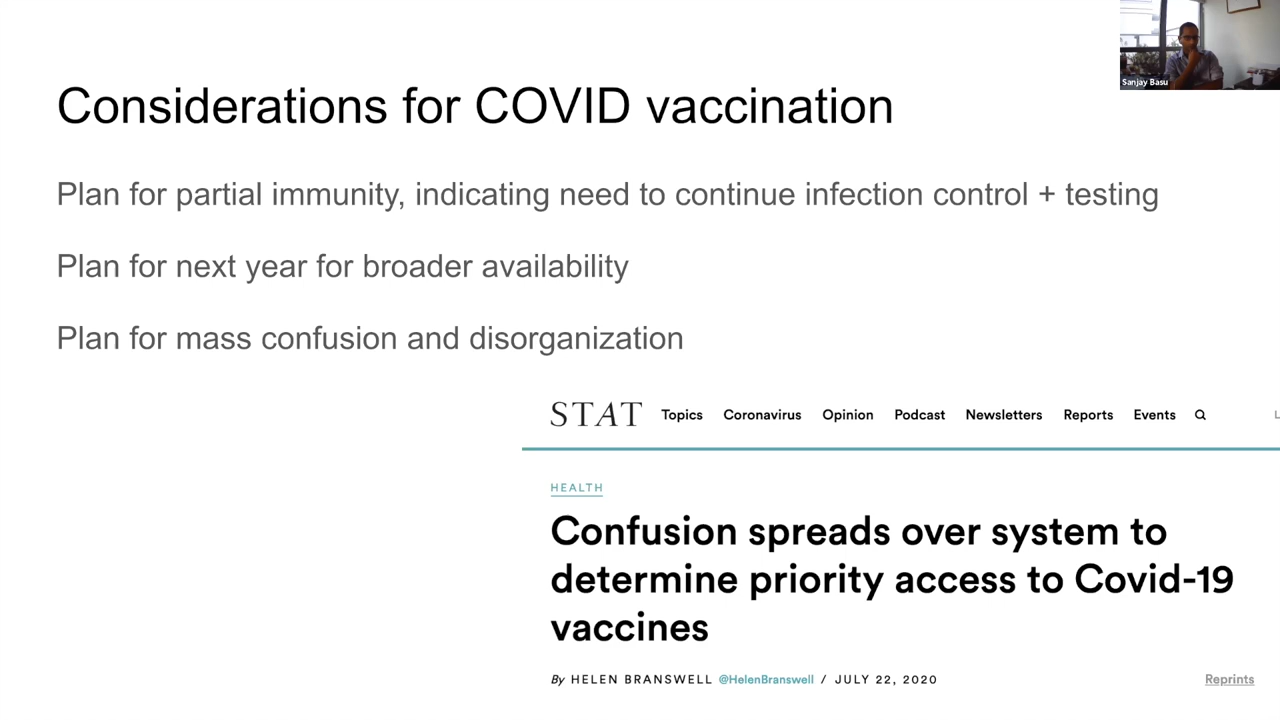 Sanjay Basu
Considerations for COVID vaccination
Plan for partial immunity, indicating need to continue infection control + testing
Plan for next year for broader availability
Plan for mass confusion and disorganization
STAT Topics Coronavirus Opinion Podcast Newsletters Reports Events L
HEALTH
Confusion spreads over system to
determine priority access to Covid-19
vaccines
By HELEN BRANSWELL @HelenBranswell / JULY 22, 2020 Reprints